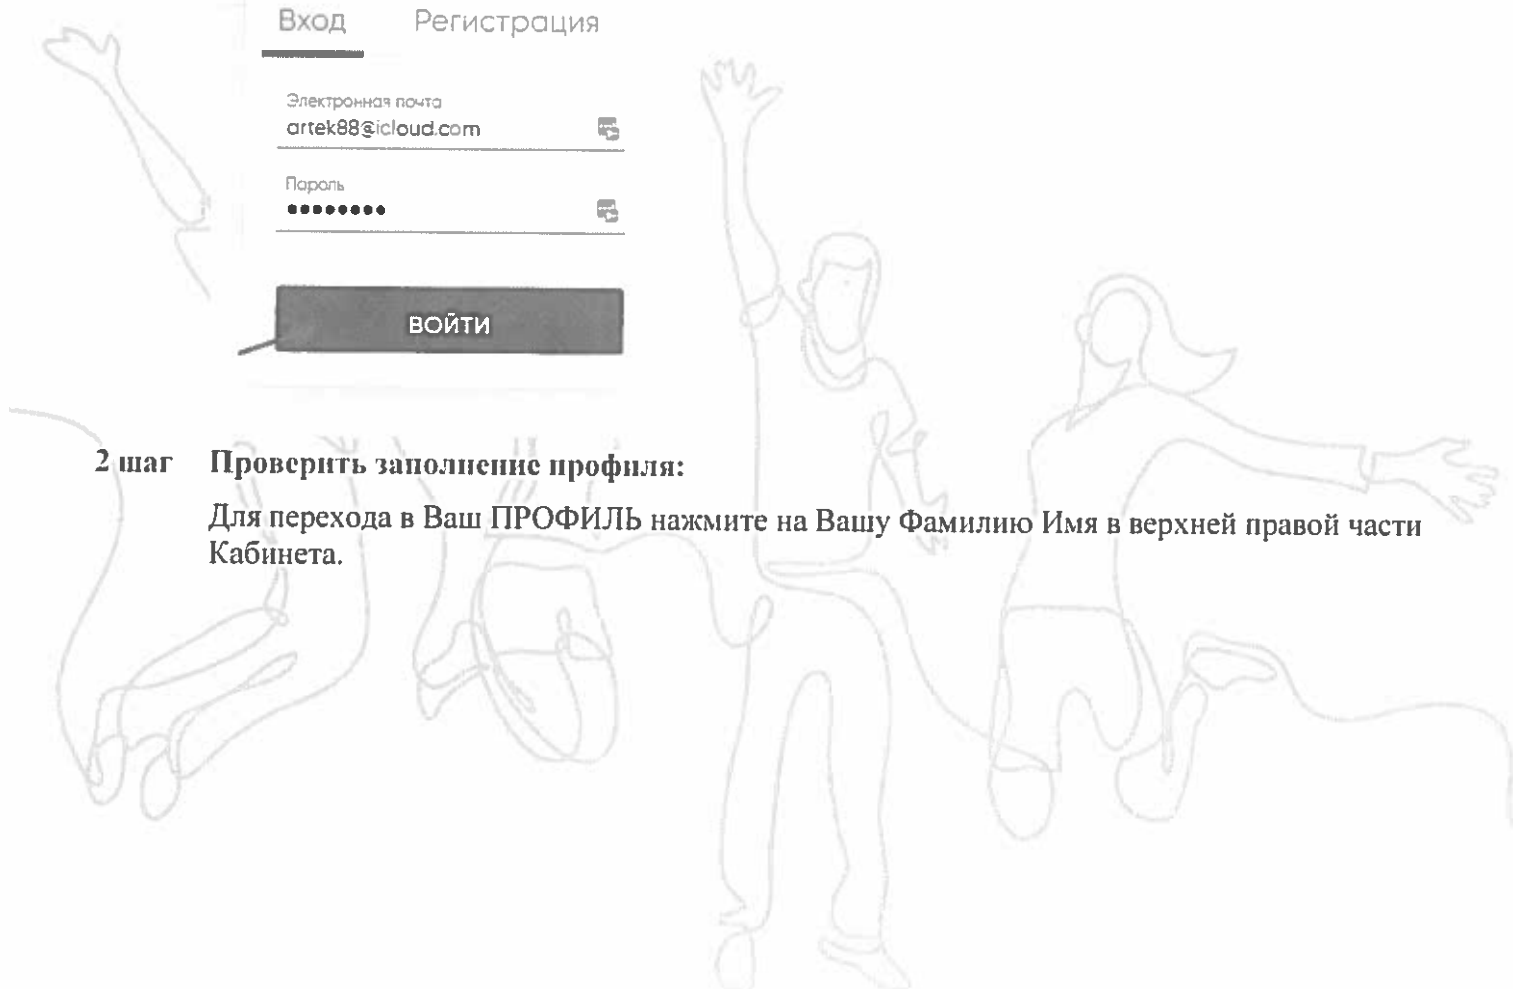 Вход Регистрация
Электронная почта
artek88@icloud.com
Пароль
••••••••
ВОЙТИ
2 шаг Проверить заполнение профиля:
Для перехода в Ваш ПРОФИЛЬ нажмите на Вашу Фамилию Имя в верхней правой части
Кабинета.